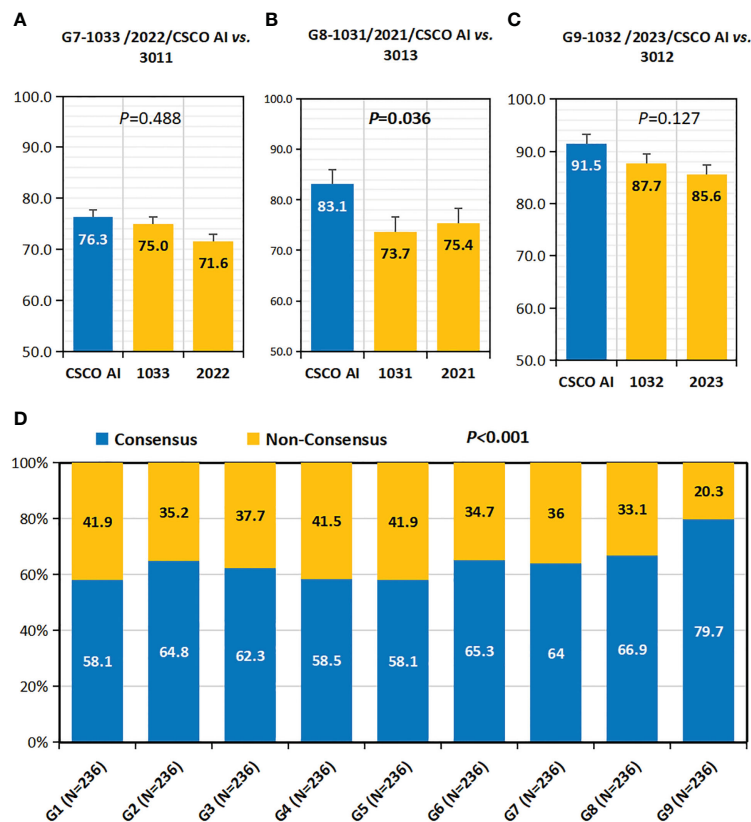 A
G7-1033 /2022/CSCO AI vs.
3011
P=0.488
100.0
90.0
80.0
70.0
60.0
50.0
76.3
75.0
71.6
CSCO AI 1033 2022
B
G8-1031/2021/CSCO AI vs.
3013
P=0.036
100.0
90.0
80.0
70.0
60.0
50.0
83.1
73.7
75.4
CSCO AI 1031 2021
C
G9-1032 /2023/CSCO AI vs.
3012
P=0.127
100.0
90.0
80.0
70.0
60.0
50.0
91.5
87.7
85.6
CSCO AI 1032 2023
D
Consensus Non-Consensus P<0.001
100%
80%
60%
40%
20%
0%
41.9 35.2 37.7 41.5 41.9 34.7 36 33.1 20.3
58.1 64.8 62.3 58.5 58.1 65.3 64 66.9 79.7
G1 (N=236) G2 (N=236) G3 (N=236) G4 (N=236) G5 (N=236) G6 (N=236) G7 (N=236) G8 (N=236) G9 (N=236)